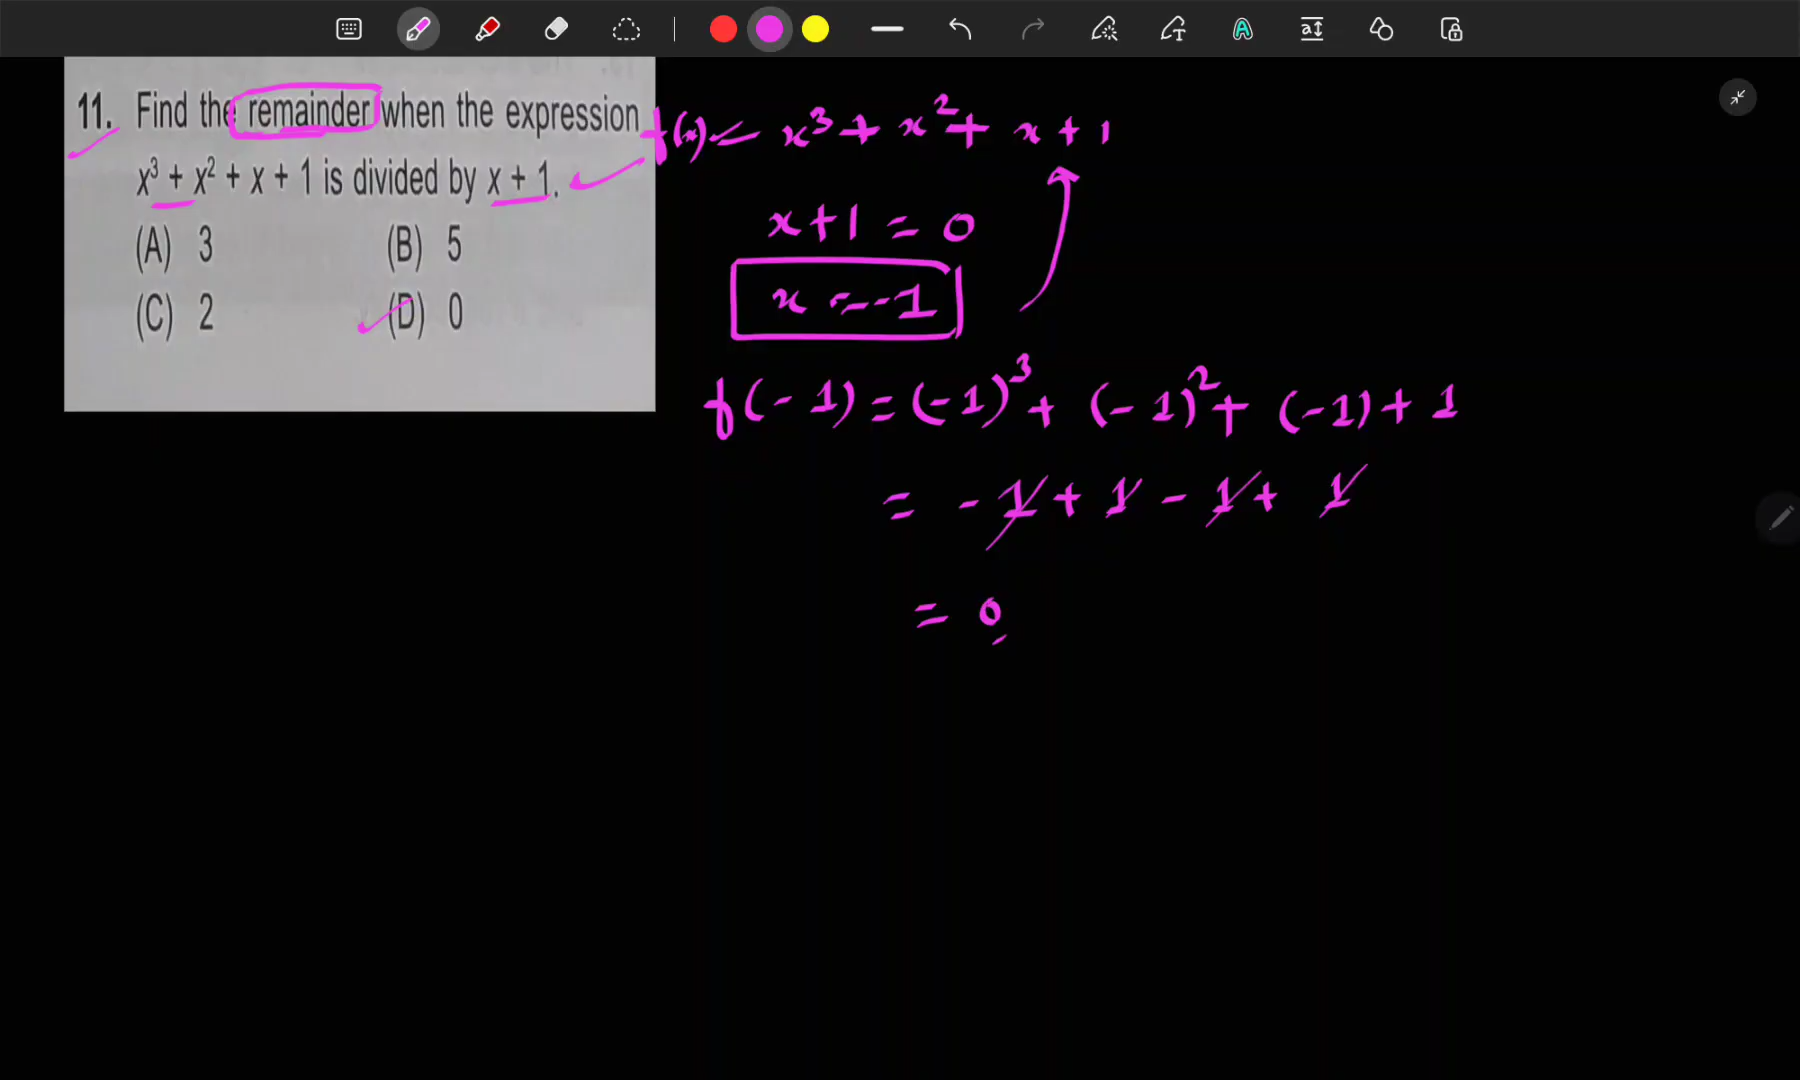 11. Find the remainder when the expression
x³ + x² + x + 1 is divided by x + 1.
(A) 3 (B) 5
(C) 2 (D) 0
f(x) = x³ + x² + x + 1
x + 1 = 0
x = -1
f(-1) = (-1)³ + (-1)² + (-1) + 1
= -1 + 1 - 1 + 1
= 0